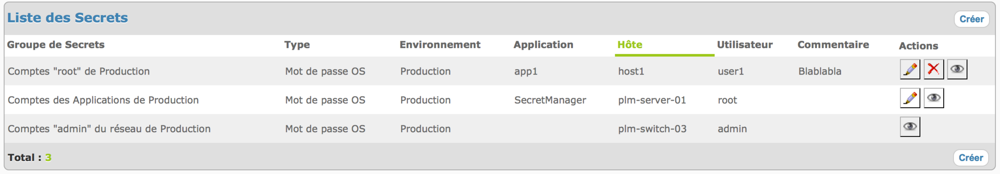 Liste des Secrets Créer
Groupe de Secrets Type Environnement Application Hôte Utilisateur Commentaire Actions
Comptes "root" de Production Mot de passe OS Production app1 host1 user1 Blablabla
Comptes des Applications de Production Mot de passe OS Production SecretManager plm-server-01 root
Comptes "admin" du réseau de Production Mot de passe OS Production plm-switch-03 admin
Total : 3 Créer